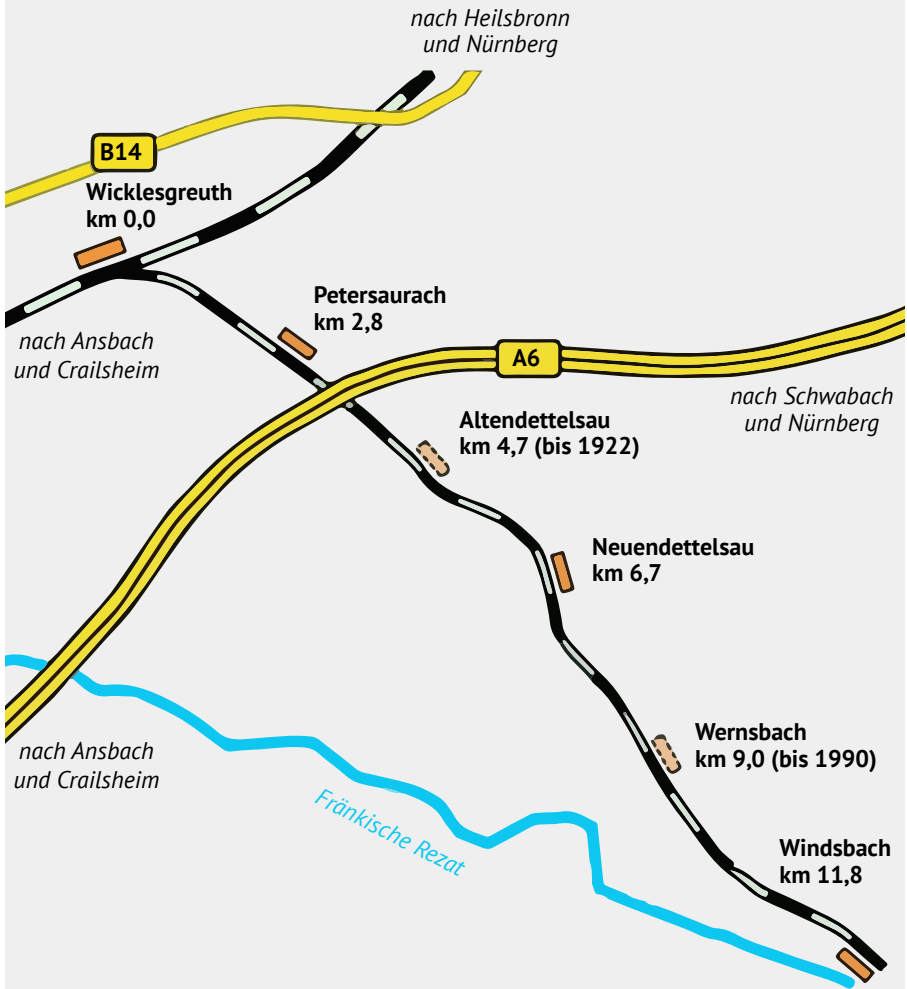 nach Heilsbronn
und Nürnberg
B14
Wicklesgreuth
km 0,0
Petersaurach
km 2,8
nach Ansbach
und Crailsheim
A6
nach Schwabach
und Nürnberg
Altendettelsau
km 4,7 (bis 1922)
Neuendettelsau
km 6,7
Wernsbach
km 9,0 (bis 1990)
nach Ansbach
und Crailsheim
Fränkische Rezat
Windsbach
km 11,8